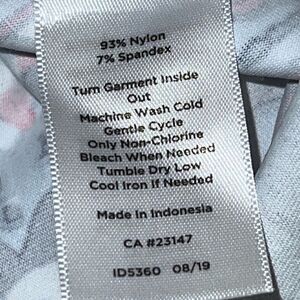 93% Nylon
7% Spandex
Turn Garment Inside
Out
Machine Wash Cold
Gentle Cycle
Only Non-Chlorine
Bleach When Needed
Tumble Dry Low
Cool Iron If Needed
Made In Indonesia
CA #23147
ID5360 08/19